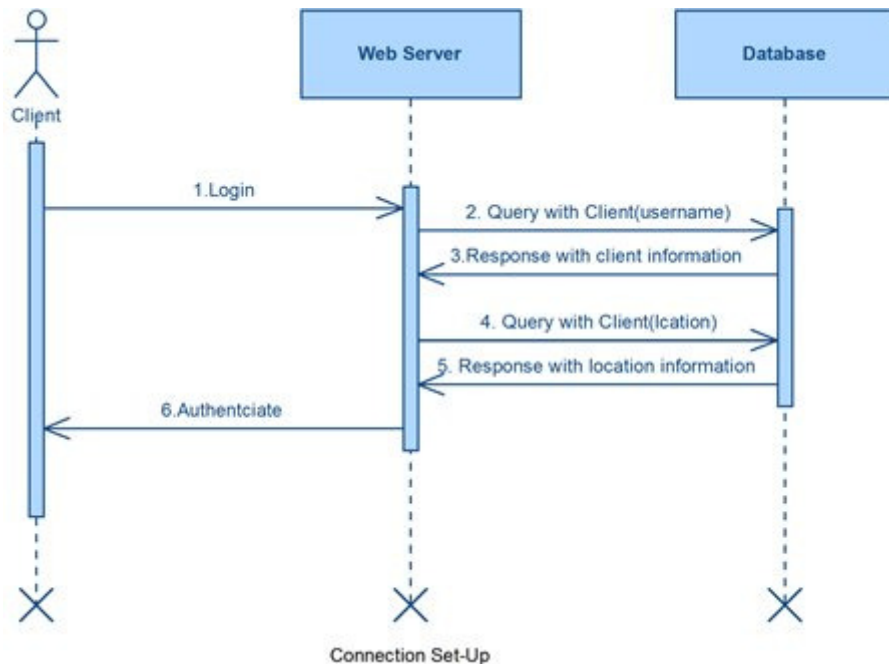 Web Server
Database
Client
1.Login
2. Query with Client(username)
3.Response with client information
4. Query with Client(lcation)
5. Response with location information
6.Authentciate
Connection Set-Up